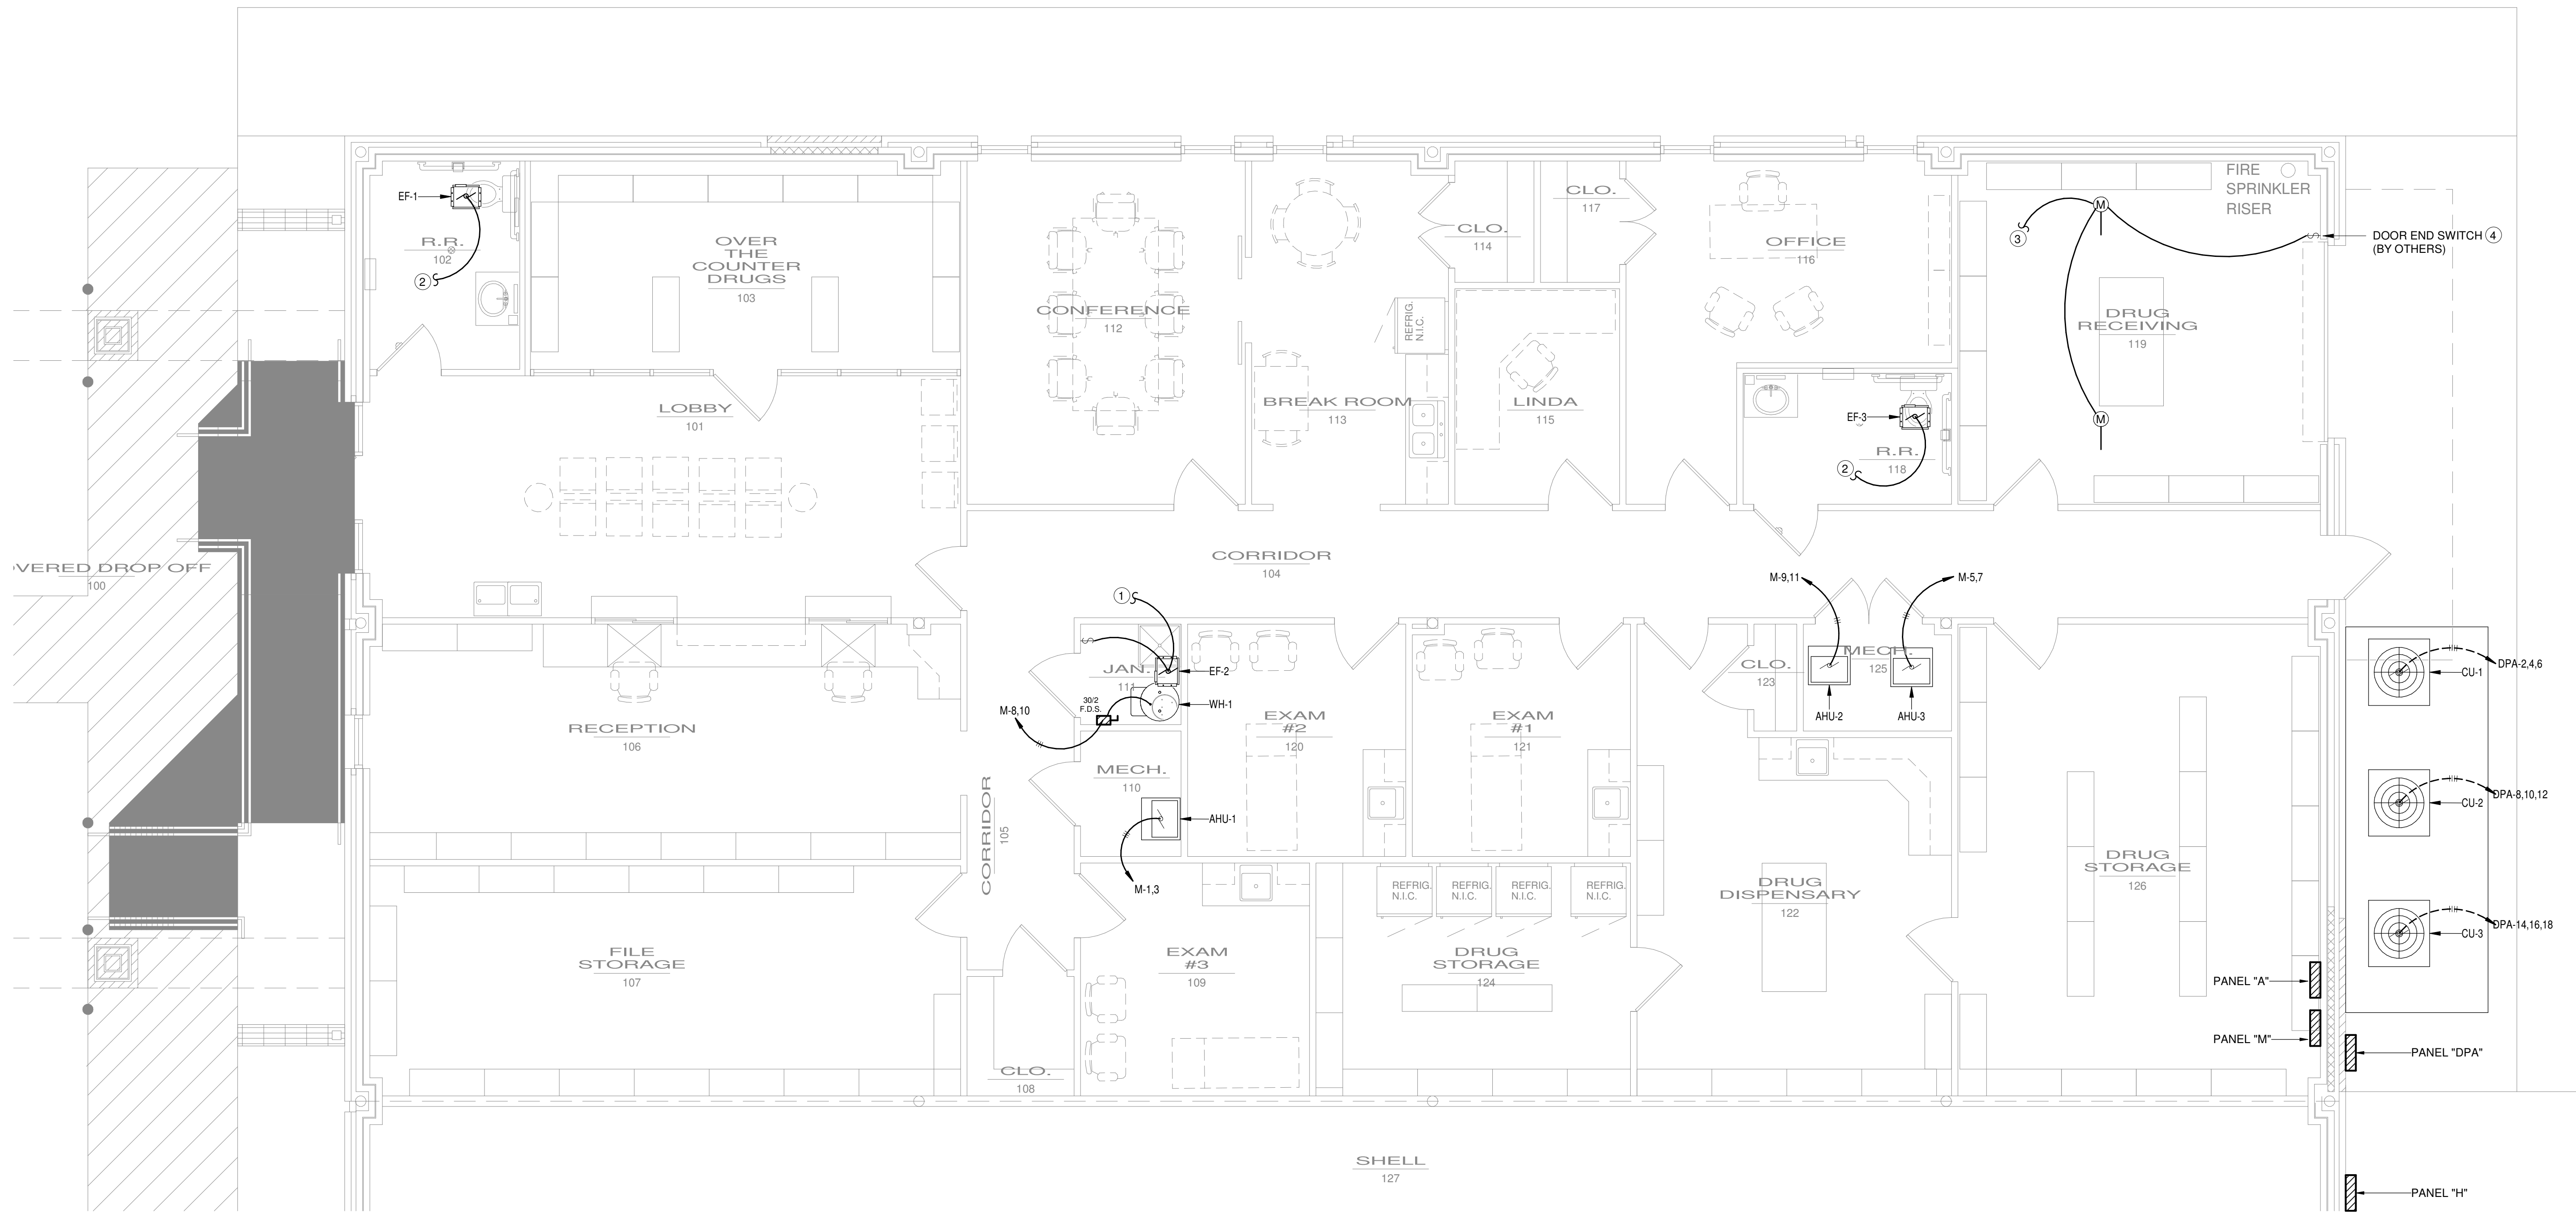 FIRE
SPRINKLER
RISER
EF-1
R.R.
102
2
OVER
THE
COUNTER
DRUGS
103
CONFERENCE
112
REFRIG.
N.I.C.
BREAK ROOM
113
CLO.
114
CLO.
117
OFFICE
116
LINDA
115
M
3
DOOR END SWITCH 4
(BY OTHERS)
DRUG
RECEIVING
119
M
EF-3
R.R.
118
2
LOBBY
101
CORRIDOR
104
VERED DROP OFF
100
1
M-9,11
M-5,7
JAN.
111
EF-2
30/2
F.D.S.
WH-1
M-8,10
RECEPTION
106
MECH.
110
AHU-1
M-1,3
CORRIDOR
105
EXAM
#2
120
EXAM
#1
121
CLO.
123
MECH.
125
AHU-2
AHU-3
DPA-2,4,6
CU-1
DPA-8,10,12
CU-2
DPA-14,16,18
CU-3
FILE
STORAGE
107
CLO.
108
EXAM
#3
109
REFRIG.
N.I.C.
REFRIG.
N.I.C.
REFRIG.
N.I.C.
REFRIG.
N.I.C.
DRUG
STORAGE
124
DRUG
DISPENSARY
122
DRUG
STORAGE
126
PANEL "A"
PANEL "M"
PANEL "DPA"
SHELL
127
PANEL "H"